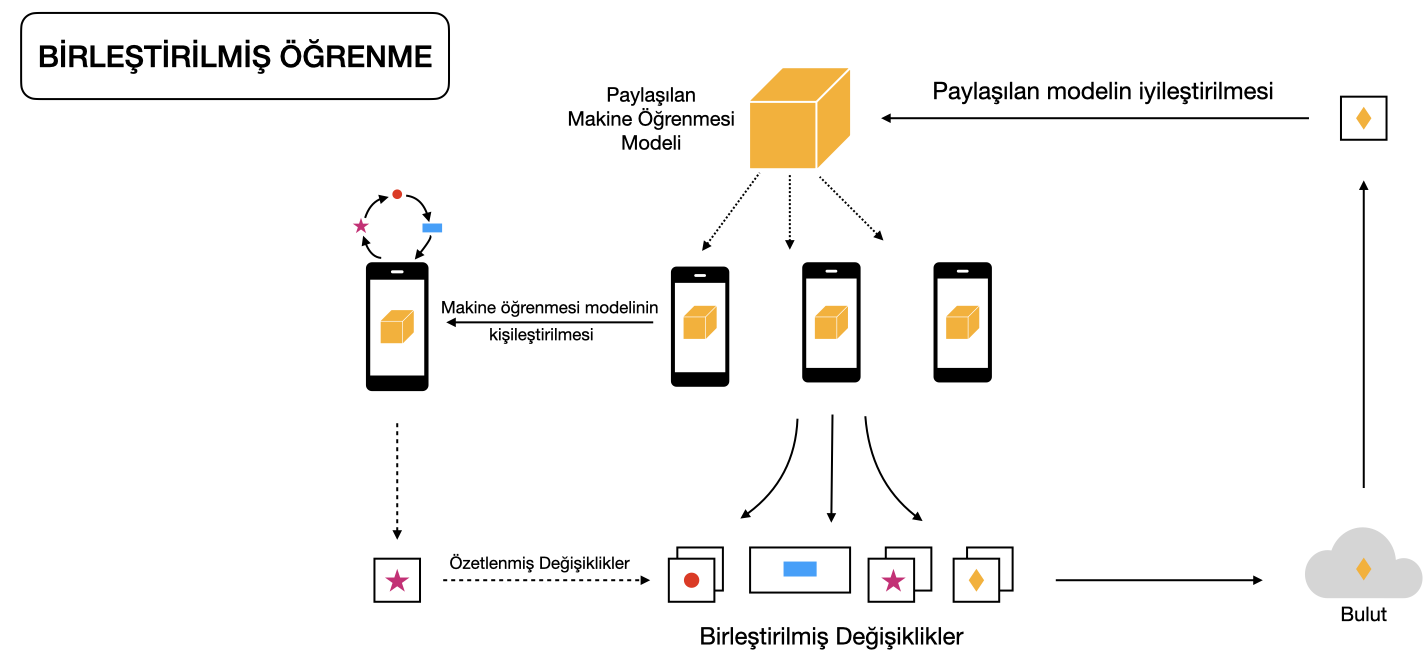 BİRLEŞTİRİLMİŞ ÖĞRENME
Paylaşılan
Makine Öğrenmesi
Modeli
Paylaşılan modelin iyileştirilmesi
Makine öğrenmesi modelinin
kişileştirilmesi
Özetlenmiş Değişiklikler
Birleştirilmiş Değişiklikler
Bulut